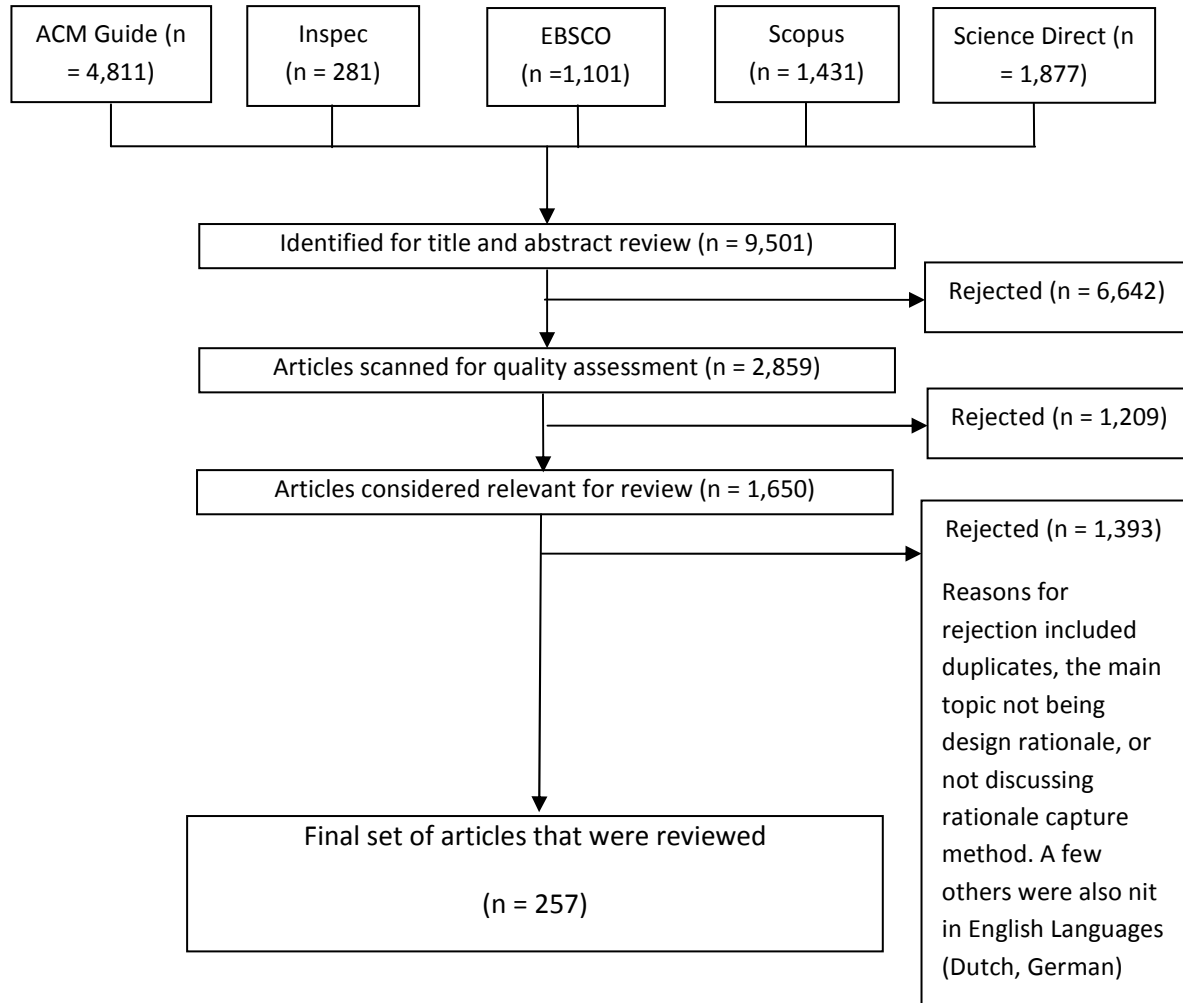 ACM Guide (n
= 4,811)
Inspec
(n = 281)
EBSCO
(n =1,101)
Scopus
(n = 1,431)
Science Direct (n
= 1,877)
Identified for title and abstract review (n = 9,501)
Rejected (n = 6,642)
Articles scanned for quality assessment (n = 2,859)
Rejected (n = 1,209)
Articles considered relevant for review (n = 1,650)
Rejected (n = 1,393)
Reasons for
rejection included
duplicates, the main
topic not being
design rationale, or
not discussing
rationale capture
method. A few
others were also nit
in English Languages
(Dutch, German)
Final set of articles that were reviewed
(n = 257)